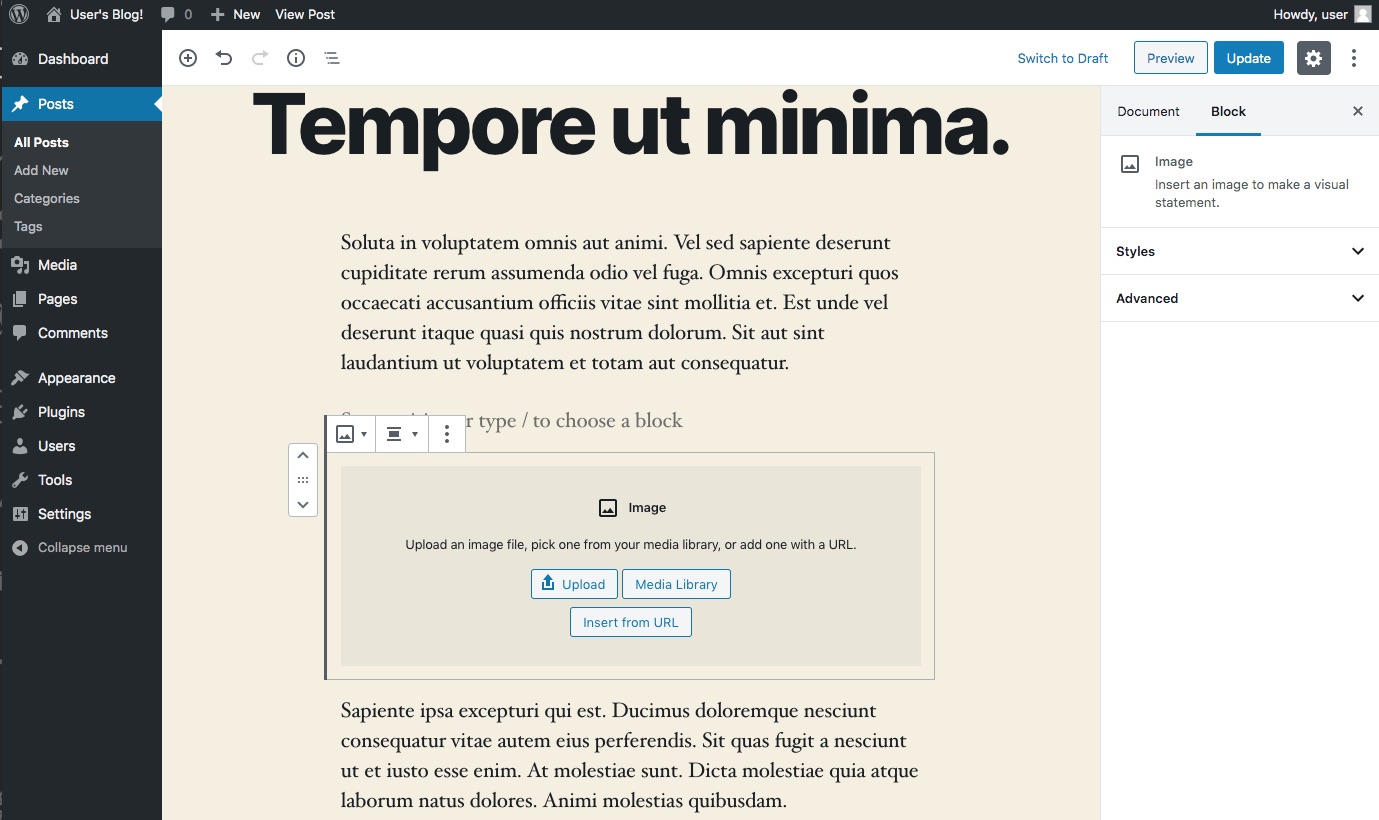 User's Blog!
0
New
View Post
Howdy, user
Dashboard
Posts
All Posts
Add New
Categories
Tags
Media
Pages
Comments
Appearance
Plugins
Users
Tools
Settings
Collapse menu
Switch to Draft
Preview
Update
Tempore ut minima.
Soluta in voluptatem omnis aut animi. Vel sed sapiente deserunt
cupiditate rerum assumenda odio vel fuga. Omnis excepturi quos
occaecati accusantium officiis vitae sint mollitia et. Est unde vel
deserunt itaque quasi quis nostrum dolorum. Sit aut sint
laudantium ut voluptatem et totam aut consequatur.
type / to choose a block
Image
Upload an image file, pick one from your media library, or add one with a URL.
Upload
Media Library
Insert from URL
Sapiente ipsa excepturi qui est. Ducimus doloremque nesciunt
consequatur vitae autem eius perferendis. Sit quas fugit a nesciunt
ut et iusto esse enim. At molestiae sunt. Dicta molestiae quia atque
laborum natus dolores. Animi molestias quibusdam.
Document
Block
Image
Insert an image to make a visual
statement.
Styles
Advanced